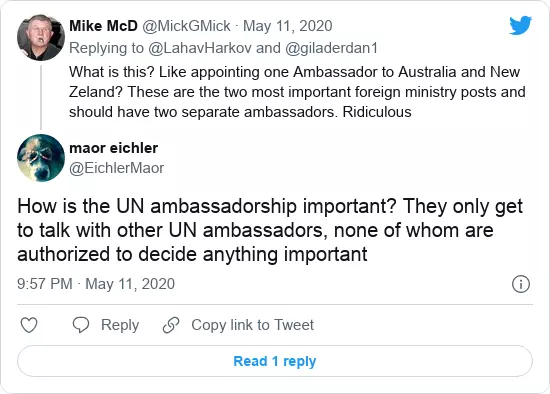 Mike McD @MickGMick · May 11, 2020
Replying to @LahavHarkov and @giladerdan1
What is this? Like appointing one Ambassador to Australia and New
Zeland? These are the two most important foreign ministry posts and
should have two separate ambassadors. Ridiculous
maor eichler
@EichlerMaor
How is the UN ambassadorship important? They only get
to talk with other UN ambassadors, none of whom are
authorized to decide anything important
9:57 PM · May 11, 2020
Reply
Copy link to Tweet
Read 1 reply